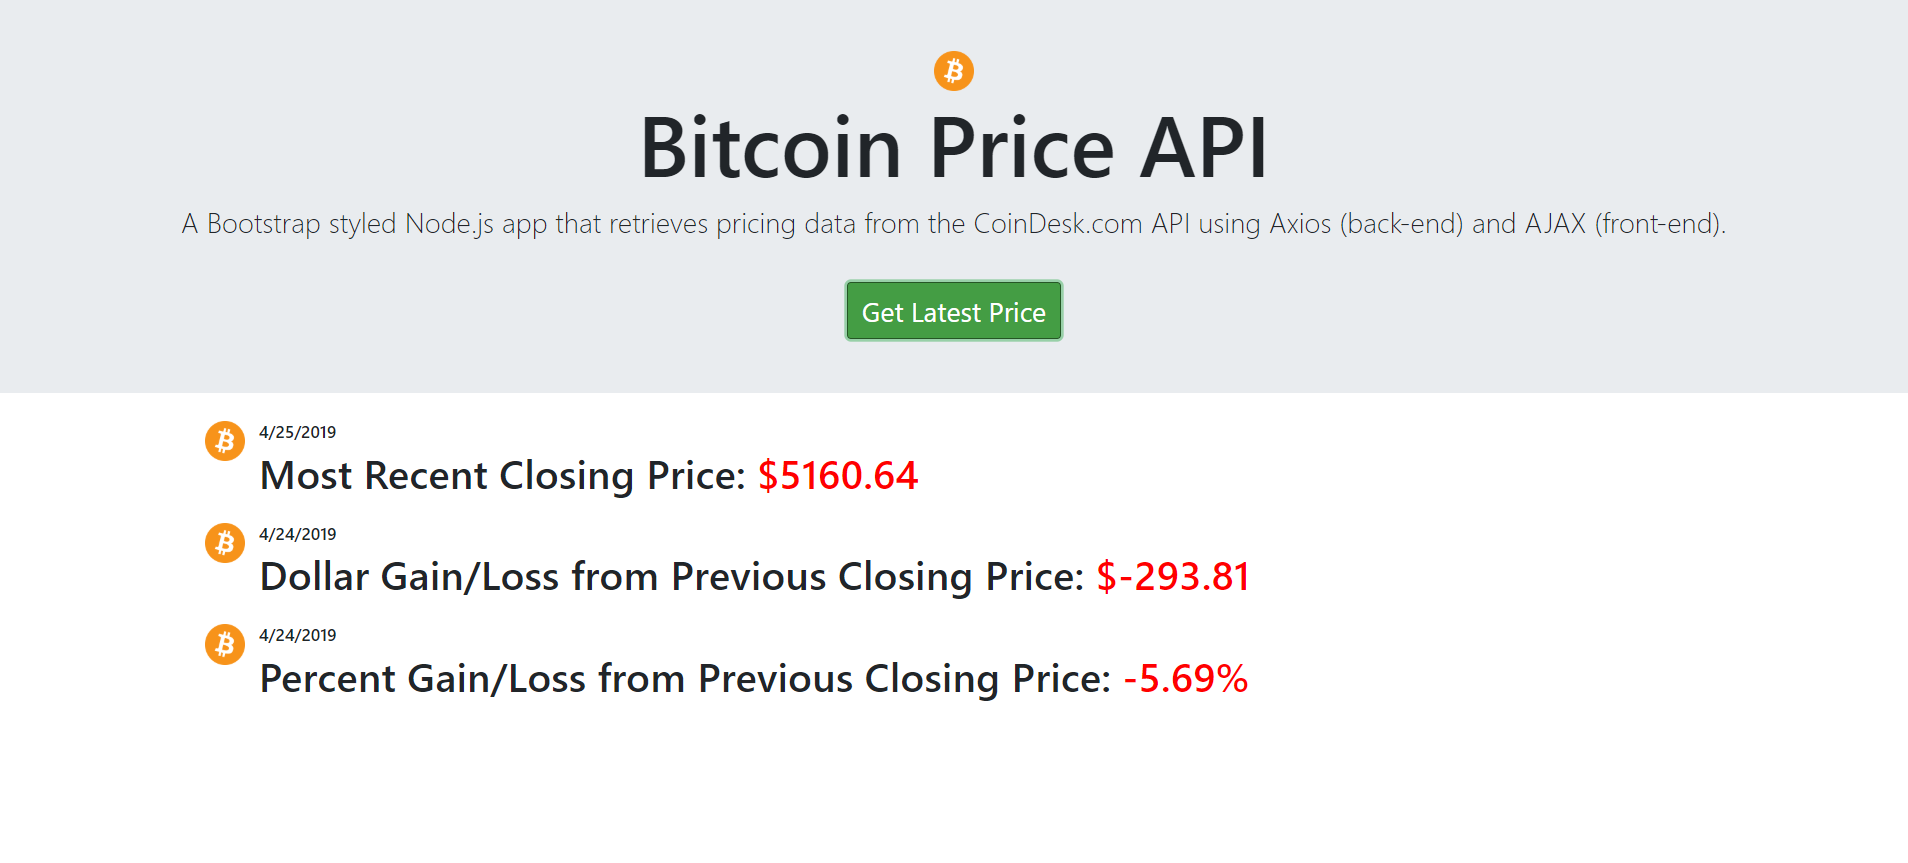 Bitcoin Price API
A Bootstrap styled Node.js app that retrieves pricing data from the CoinDesk.com API using Axios (back-end) and AJAX (front-end).
Get Latest Price
4/25/2019
Most Recent Closing Price: $5160.64
4/24/2019
Dollar Gain/Loss from Previous Closing Price: $-293.81
4/24/2019
Percent Gain/Loss from Previous Closing Price: -5.69%